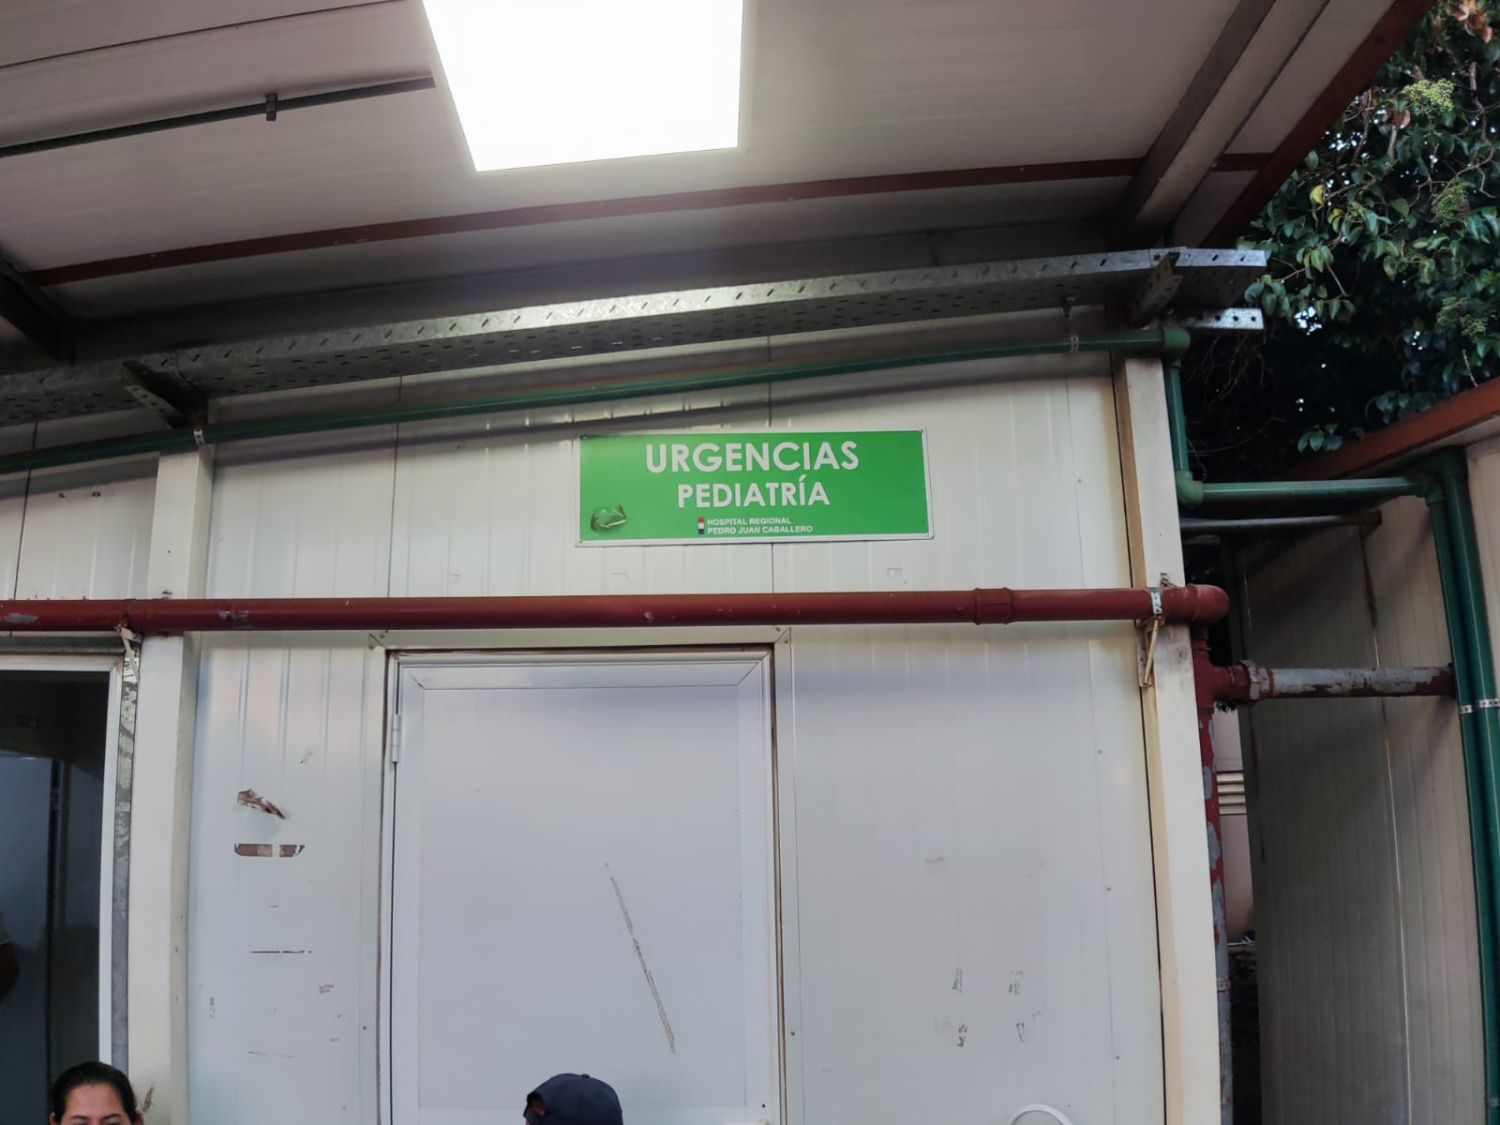 URGENCIAS
PEDIATRÍA
HOSPITAL REGIONAL
PEDRO JUAN CABALLERO